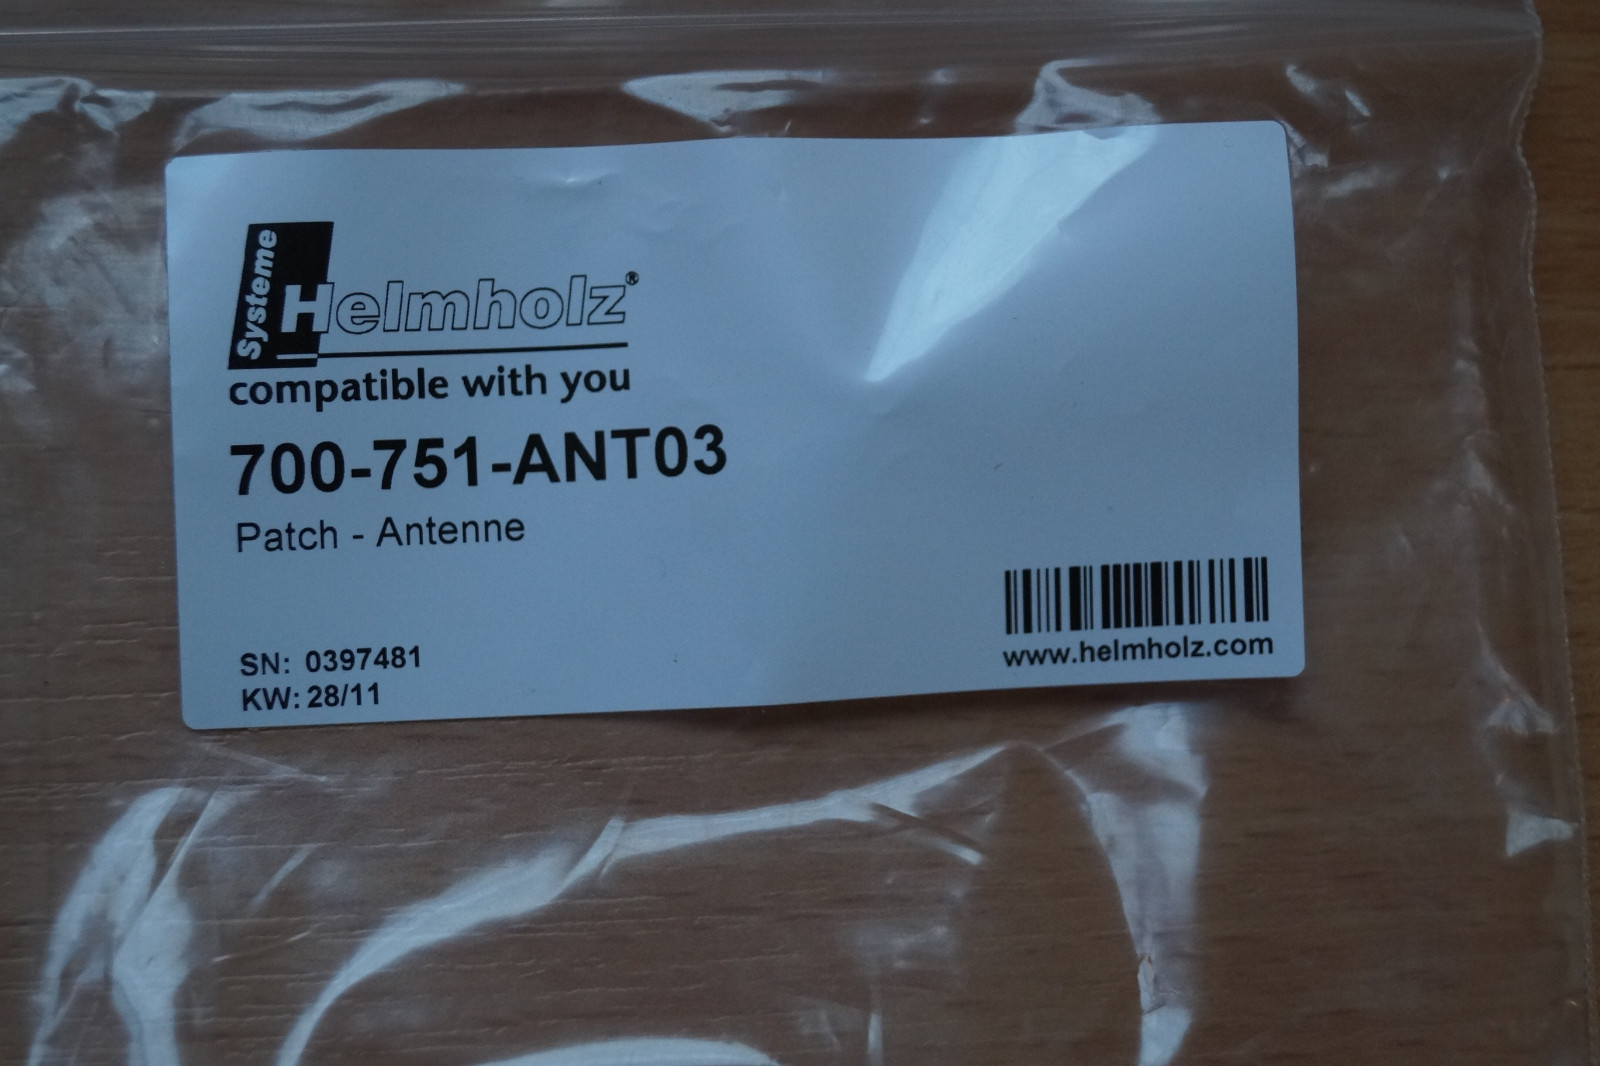 Systeme
Helmholz®
compatible with you
700-751-ANT03
Patch - Antenne
SN: 0397481
KW: 28/11
www.helmholz.com